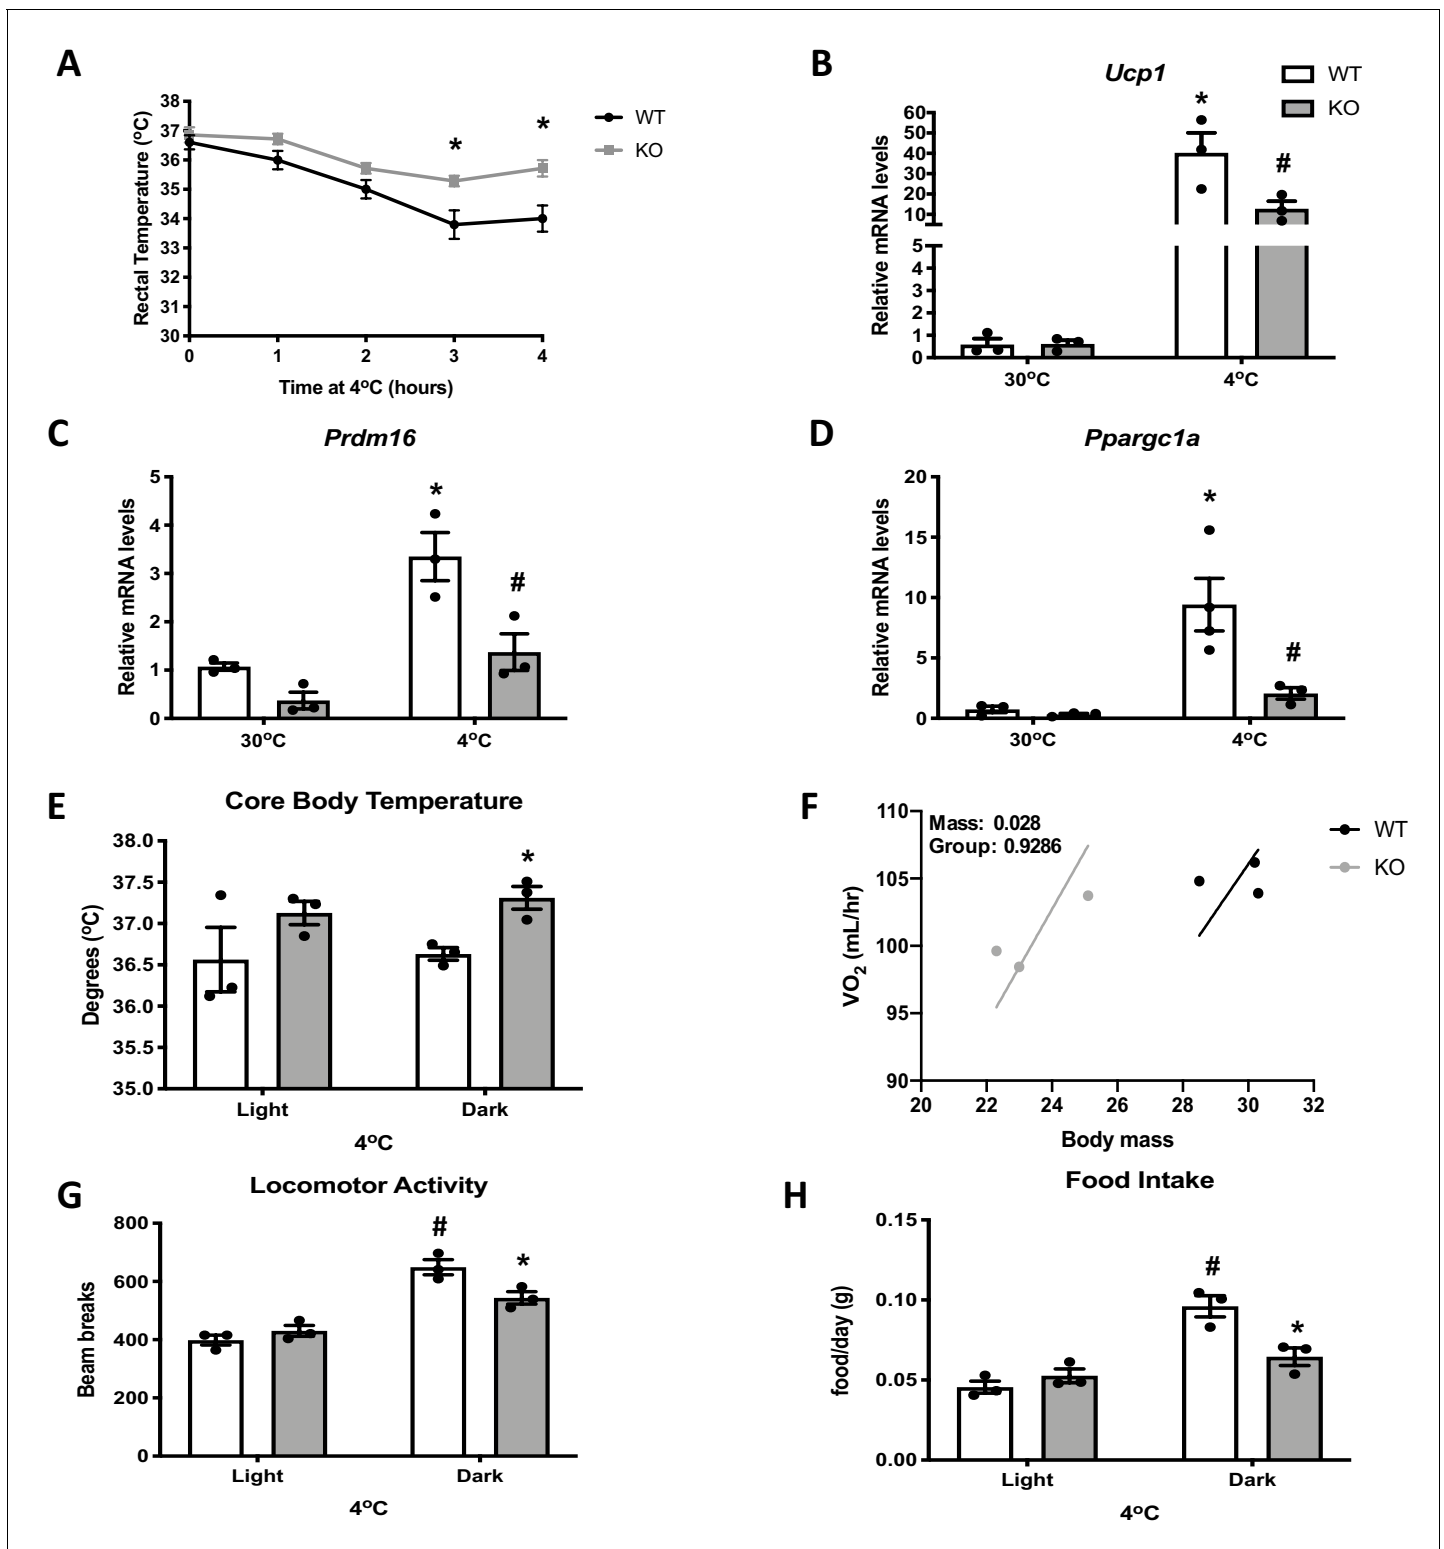 A
38
37
36
35
34
33
32
31
30
Rectal Temperature (ºC)
* *
WT
KO
0 1 2 3 4
Time at 4ºC (hours)
B
Ucp1
WT
KO
60
50
40
30
20
10
5
4
3
2
1
0
Relative mRNA levels
*
#
30ºC 4ºC
C
Prdm16
5
4
3
2
1
0
Relative mRNA levels
*
#
30ºC 4ºC
D
Ppargc1a
20
15
10
5
0
Relative mRNA levels
*
#
30ºC 4ºC
E
Core Body Temperature
38.0
37.5
37.0
36.5
36.0
35.5
35.0
Degrees (ºC)
*
Light Dark
4ºC
F
110
105
100
95
90
VO2 (mL/hr)
Mass: 0.028
Group: 0.9286
WT
KO
20 22 24 26 28 30 32
Body mass
G
Locomotor Activity
800
600
400
200
0
Beam breaks
#
*
Light Dark
4ºC
H
Food Intake
0.15
0.10
0.05
0.00
food/day (g)
#
*
Light Dark
4ºC